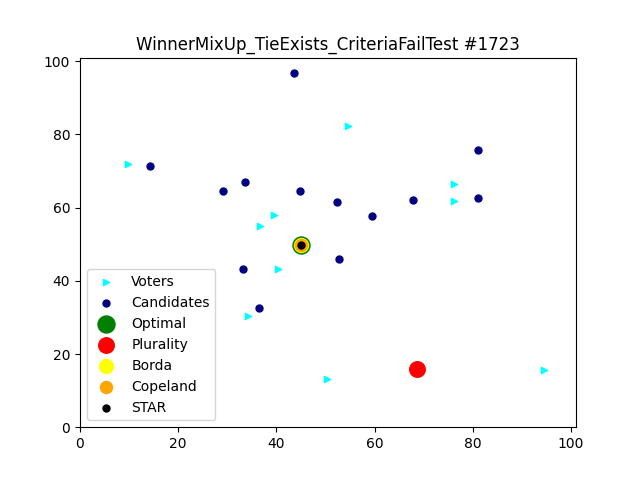 WinnerMixUp_TieExists_CriteriaFailTest #1723
100
80
60
40
20
0
Voters
Candidates
Optimal
Plurality
Borda
Copeland
STAR
0 20 40 60 80 100